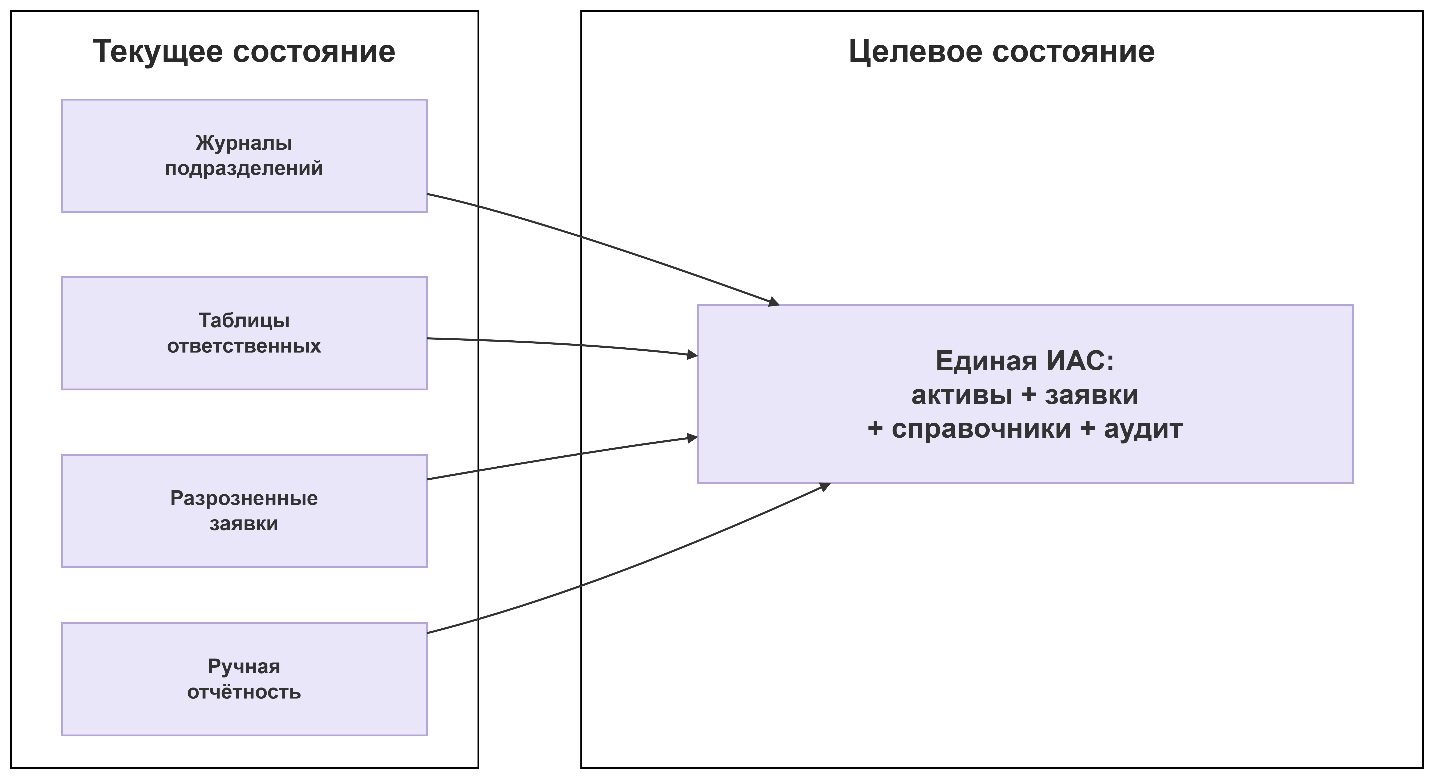 Текущее состояние
Журналы
подразделений
Таблицы
ответственных
Разрозненные
заявки
Ручная
отчётность
Целевое состояние
Единая ИАС:
активы + заявки
+ справочники + аудит